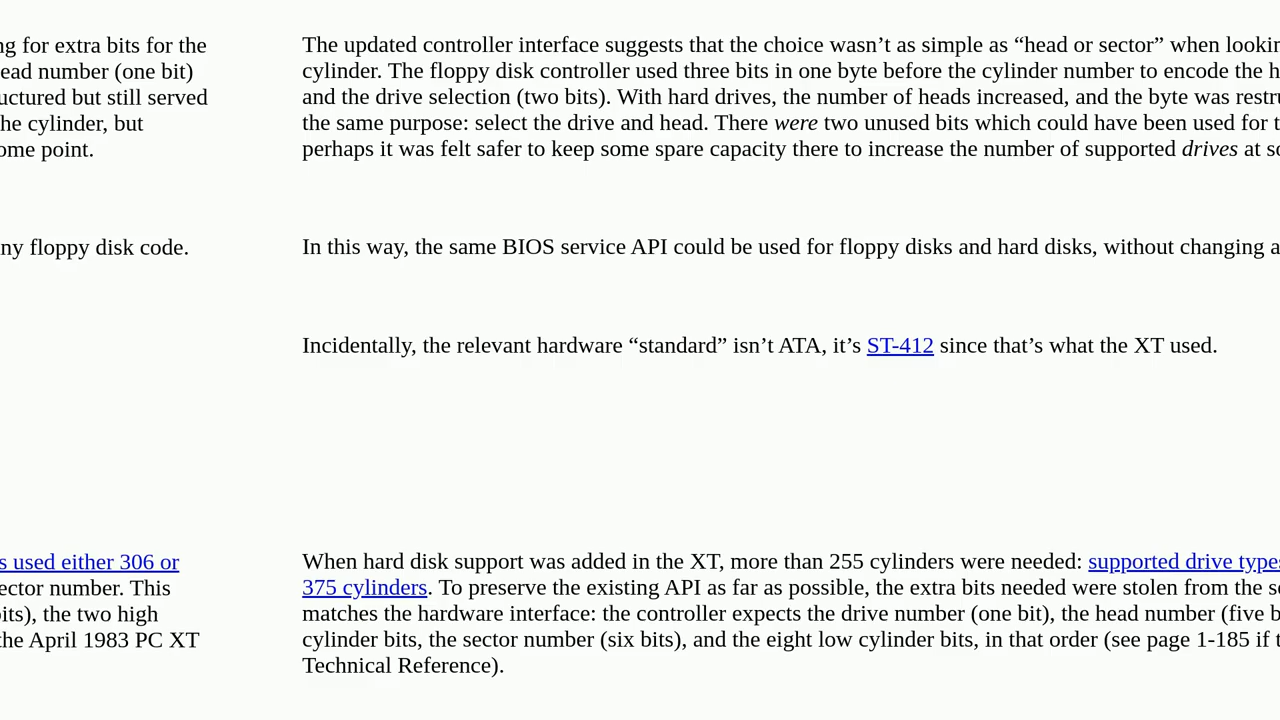 ng for extra bits for the
ead number (one bit)
uctured but still served
he cylinder, but
ome point.
ny floppy disk code.
s used either 306 or
ector number. This
its), the two high
the April 1983 PC XT
The updated controller interface suggests that the choice wasn’t as simple as “head or sector” when lookin
cylinder. The floppy disk controller used three bits in one byte before the cylinder number to encode the h
and the drive selection (two bits). With hard drives, the number of heads increased, and the byte was restru
the same purpose: select the drive and head. There were two unused bits which could have been used for t
perhaps it was felt safer to keep some spare capacity there to increase the number of supported drives at so
In this way, the same BIOS service API could be used for floppy disks and hard disks, without changing a
Incidentally, the relevant hardware “standard” isn’t ATA, it’s ST-412 since that’s what the XT used.
When hard disk support was added in the XT, more than 255 cylinders were needed: supported drive types
375 cylinders. To preserve the existing API as far as possible, the extra bits needed were stolen from the se
matches the hardware interface: the controller expects the drive number (one bit), the head number (five b
cylinder bits, the sector number (six bits), and the eight low cylinder bits, in that order (see page 1-185 if t
Technical Reference).